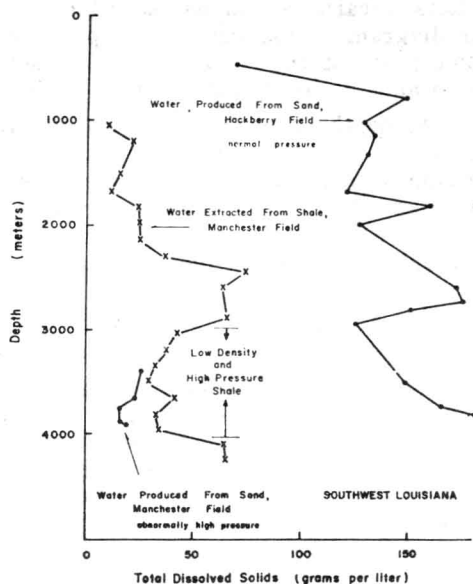 0
Water Produced From Sand,
Hackberry Field
normal pressure
1000
Water Extracted From Shale,
Manchester Field
2000
Depth (meters)
3000
Low Density
and
High Pressure
Shale
4000
Water Produced From Sand,
Manchester Field
abnormally high pressure
SOUTHWEST LOUISIANA
0 50 100 150
Total Dissolved Solids (grams per liter)